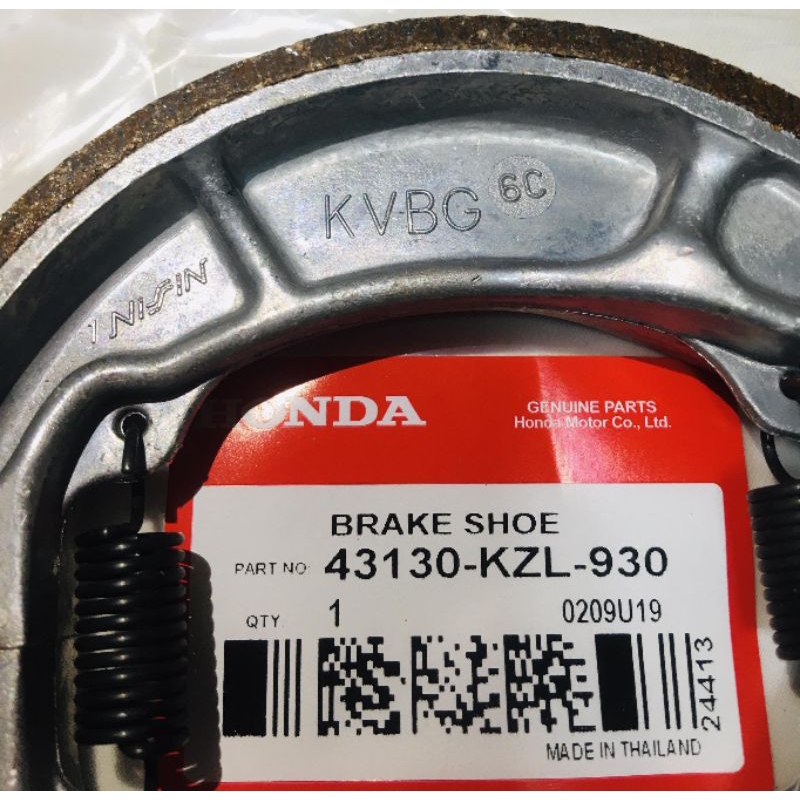 KVBG 6C
1 NISSIN
HONDA
GENUINE PARTS
Honda Motor Co., Ltd.
BRAKE SHOE
PART NO: 43130-KZL-930
QTY 1 0209U19
24413
MADE IN THAILAND